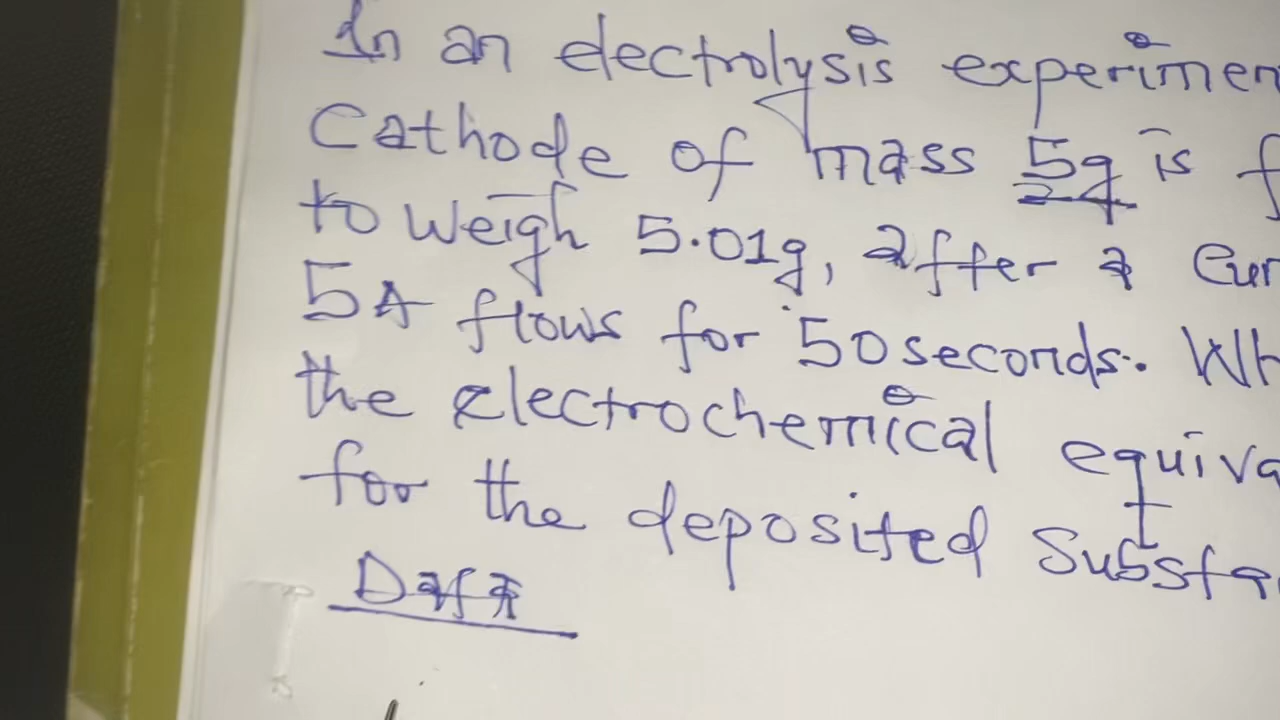 In an electrolysis experimen
Cathode of mass 5g is f
to weigh 5.01g, after a Cur
5A flows for 50 seconds. Wh
the electrochemical equiva
for the deposited Substa
Data